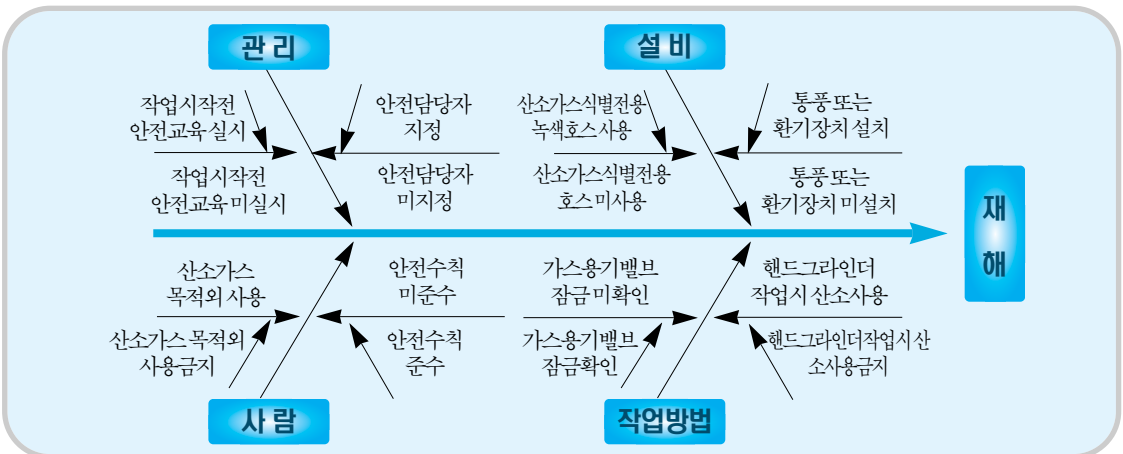 관 리
설 비
작업시작전
안전교육 실시
안전담당자
지정
산소가스식별전용
녹색호스 사용
통풍 또는
환기장치 설치
작업시작전
안전교육 미실시
안전담당자
미지정
산소가스식별전용
호스 미사용
통풍 또는
환기장치 미설치
재
해
산소가스
목적외 사용
안전수칙
미준수
가스용기밸브
잠금 미확인
핸드그라인더
작업시 산소사용
산소가스 목적외
사용금지
안전수칙
준수
가스용기밸브
잠금확인
핸드그라인더작업시 산
소사용금지
사 람
작업방법